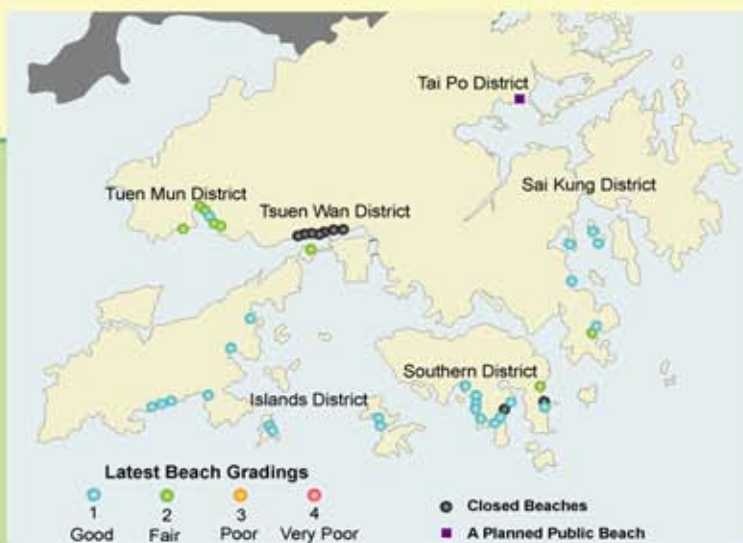 Tai Po District
Sai Kung District
Tuen Mun District
Tsuen Wan District
Southern District
Islands District
Latest Beach Gradings
1 2 3 4
Good Fair Poor Very Poor
Closed Beaches
A Planned Public Beach